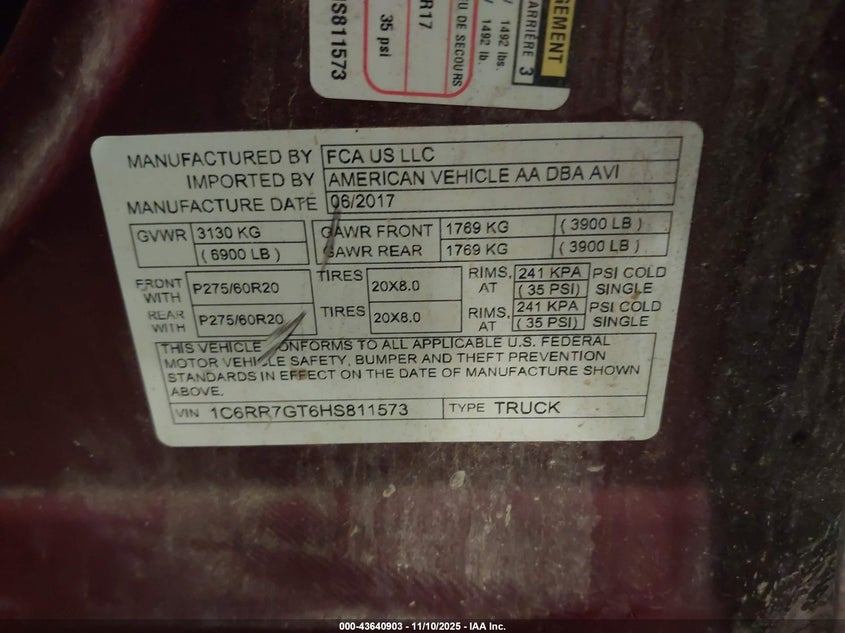 GEMENT
ARRIÈRE 3
/ 1492 lbs.
/ 1492 lb.
EU DE SECOURS
R17
35 psi
HS811573
MANUFACTURED BY FCA US LLC
IMPORTED BY AMERICAN VEHICLE AA DBA AVI
MANUFACTURE DATE 06/2017
GVWR 3130 KG GAWR FRONT 1769 KG ( 3900 LB )
( 6900 LB ) GAWR REAR 1769 KG ( 3900 LB )
FRONT WITH P275/60R20 TIRES 20X8.0 RIMS, AT 241 KPA ( 35 PSI) PSI COLD SINGLE
REAR WITH P275/60R20 TIRES 20X8.0 RIMS, AT 241 KPA ( 35 PSI) PSI COLD SINGLE
THIS VEHICLE CONFORMS TO ALL APPLICABLE U.S. FEDERAL
MOTOR VEHICLE SAFETY, BUMPER AND THEFT PREVENTION
STANDARDS IN EFFECT ON THE DATE OF MANUFACTURE SHOWN
ABOVE.
VIN 1C6RR7GT6HS811573 TYPE TRUCK
000-43640903 - 11/10/2025 - IAA Inc.